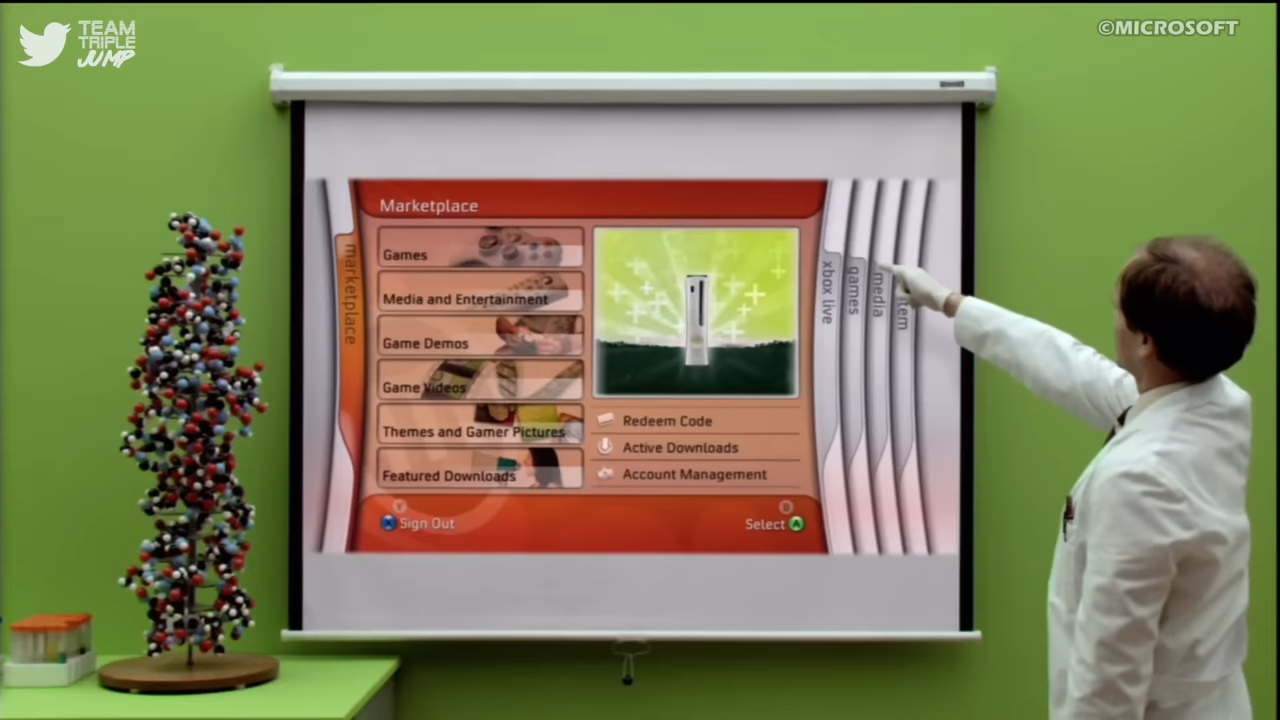 TEAM
TRIPLE
JUMP
©MICROSOFT
Marketplace
marketplace
Games
Media and Entertainment
Game Demos
Game Videos
Themes and Gamer Pictures
Featured Downloads
Redeem Code
Active Downloads
Account Management
xbox live
games
media
tem
Y
X Sign Out
B
Select A